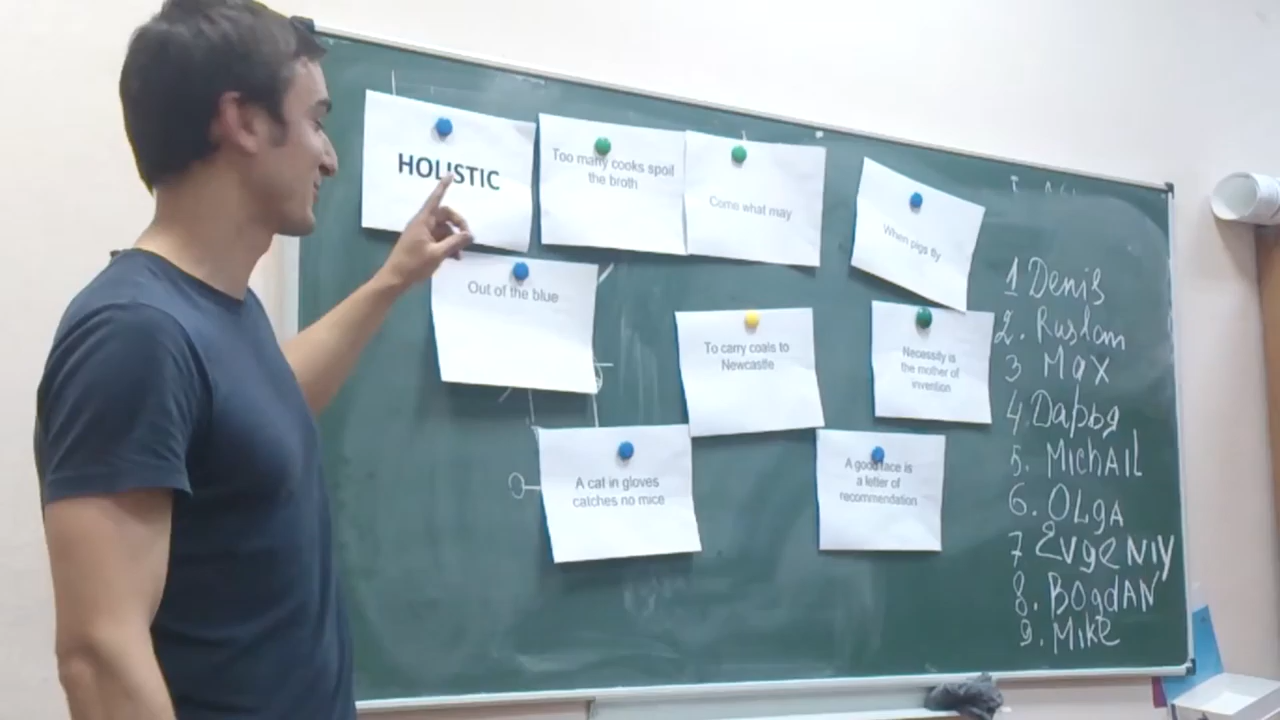 HOLISTIC
Too many cooks spoil
the broth
Come what may
When pigs fly
Out of the blue
To carry coals to
Newcastle
Necessity is
the mother of
invention
A cat in gloves
catches no mice
A good face is
a letter of
recommendation
1 Denis
2. Ruslam
3 Max
4. Дарья
5. MichAIL
6. OLgA
7 EvgeNiy
8. BOgdAN
9. Mike